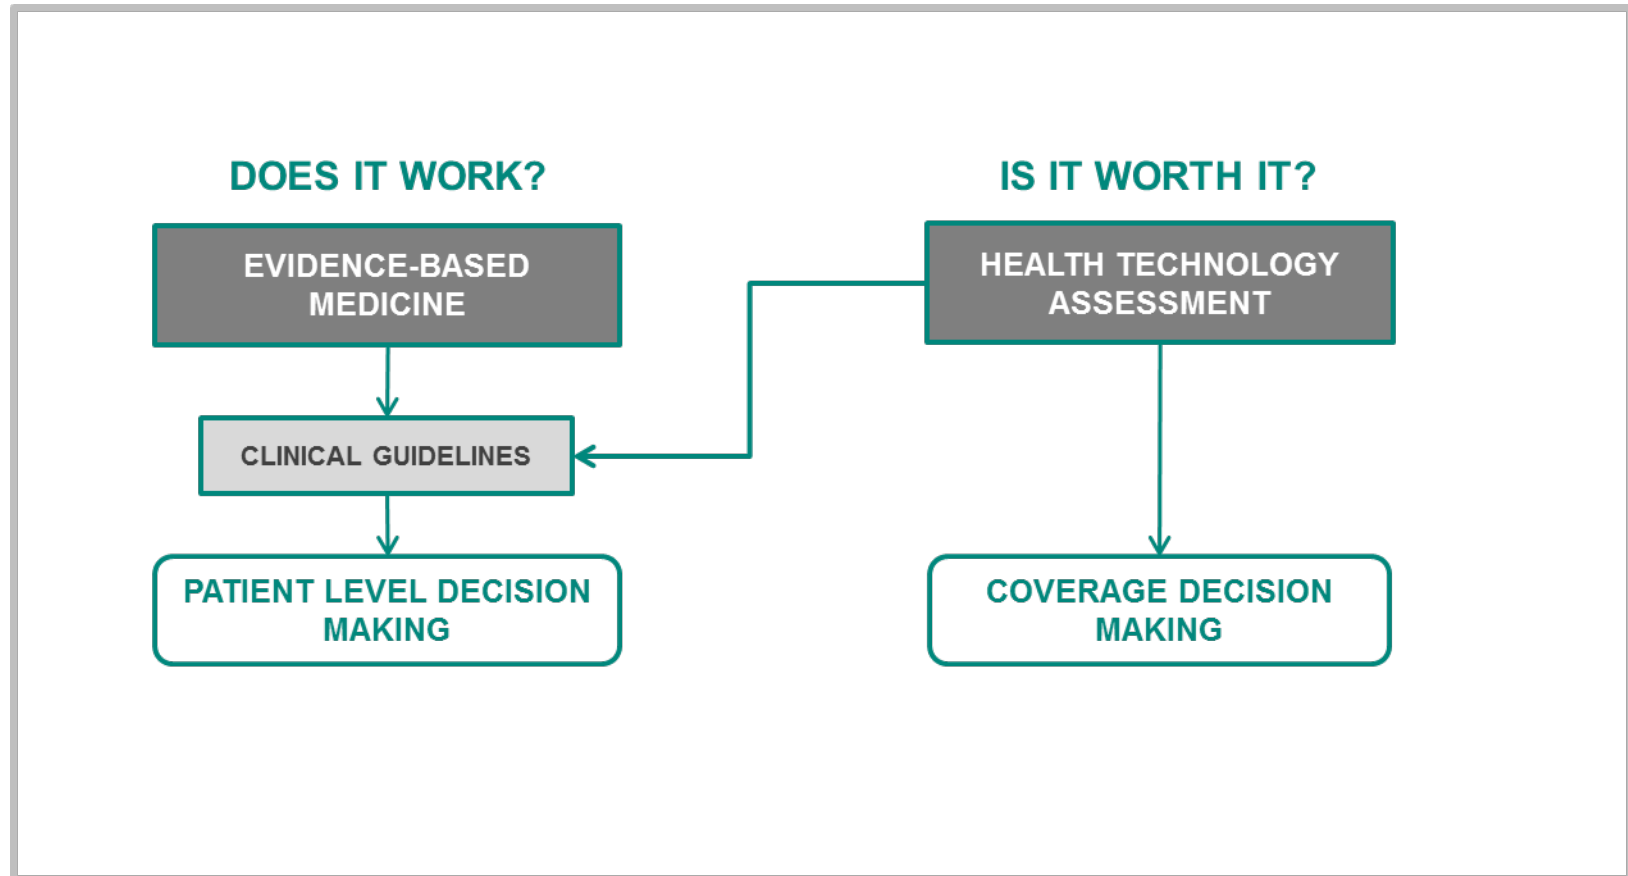 DOES IT WORK?
EVIDENCE-BASED
MEDICINE
CLINICAL GUIDELINES
PATIENT LEVEL DECISION
MAKING
IS IT WORTH IT?
HEALTH TECHNOLOGY
ASSESSMENT
COVERAGE DECISION
MAKING